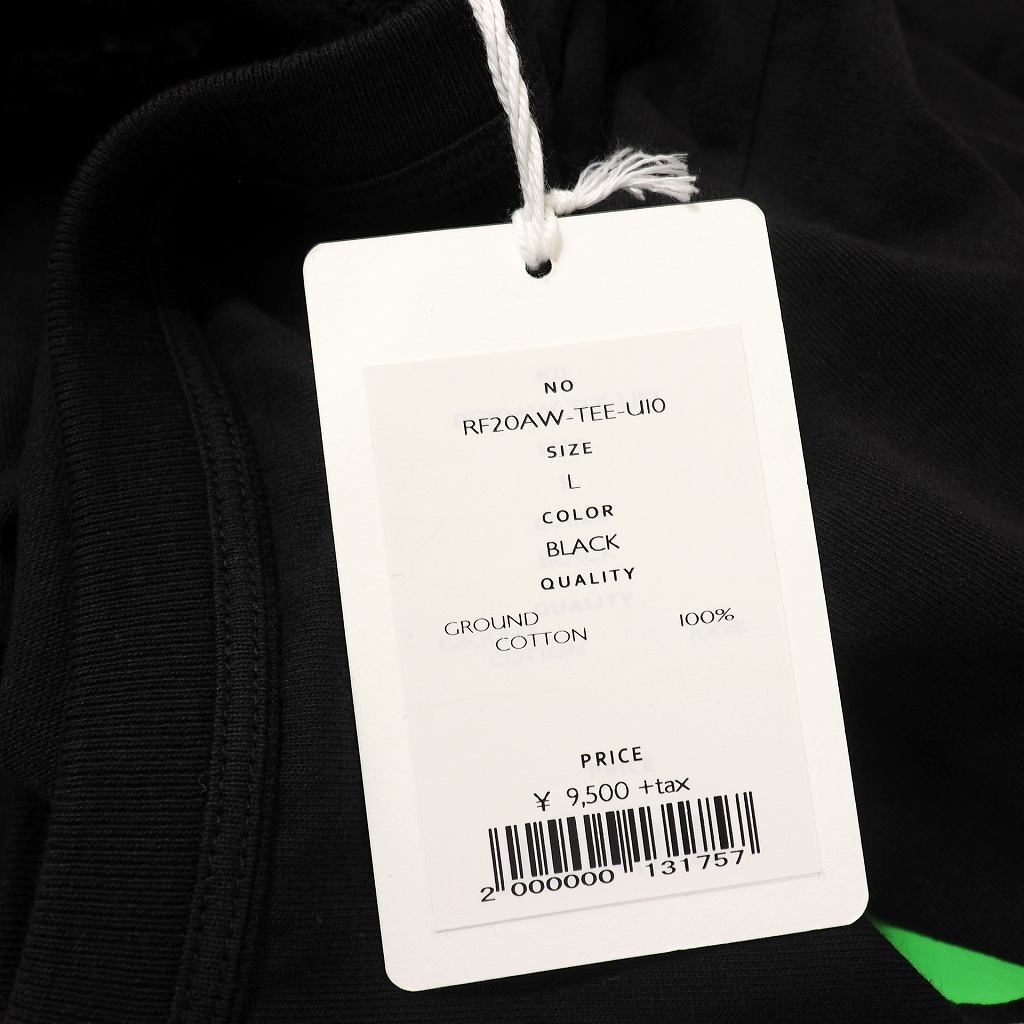 NO
RF20AW-TEE-U10
SIZE
L
COLOR
BLACK
QUALITY
GROUND
COTTON 100%
PRICE
¥ 9,500 +tax
2 000000 131757